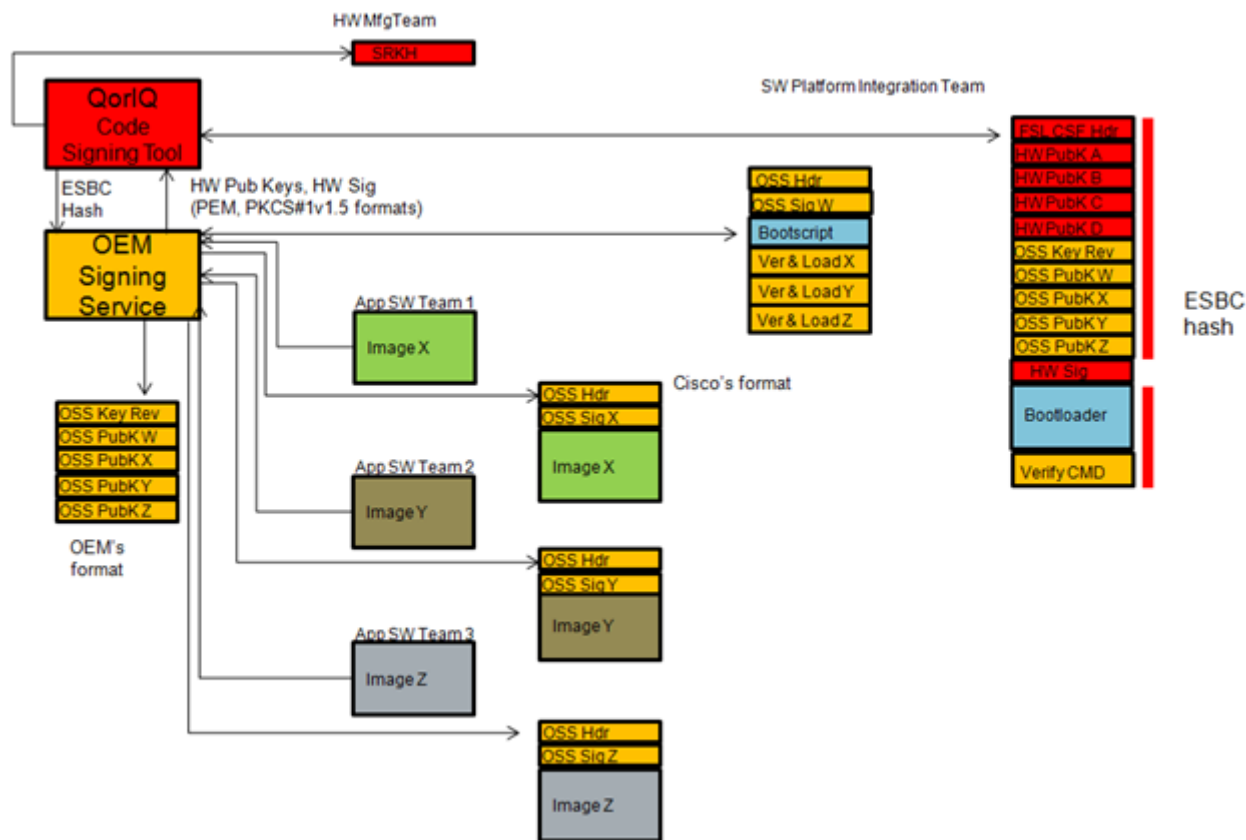 HW Mfg Team
SRKH
QorIQ
Code
Signing Tool
SW Platform Integration Team
ESBC
Hash
HW Pub Keys, HW Sig
(PEM, PKCS#1v1.5 formats)
OEM
Signing
Service
OSS Key Rev
OSS PubK W
OSS PubK X
OSS PubK Y
OSS PubK Z
OEM's
format
App SW Team 1
Image X
App SW Team 2
Image Y
App SW Team 3
Image Z
OSS Hdr
OSS Sig X
Image X
Cisco's format
OSS Hdr
OSS Sig Y
Image Y
OSS Hdr
OSS Sig Z
Image Z
OSS Hdr
OSS Sig W
Bootscript
Ver & Load X
Ver & Load Y
Ver & Load Z
FSL CSF Hdr
HW PubK A
HW PubK B
HW PubK C
HW PubK D
OSS Key Rev
OSS PubK W
OSS PubK X
OSS PubK Y
OSS PubK Z
HW Sig
Bootloader
Verify CMD
ESBC
hash